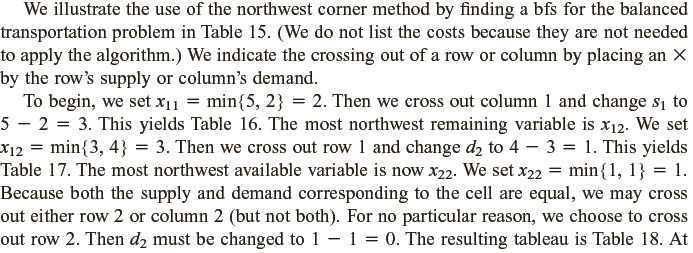 We illustrate the use of the northwest corner method by finding a bfs for the balanced
transportation problem in Table 15. (We do not list the costs because they are not needed
to apply the algorithm.) We indicate the crossing out of a row or column by placing an ×
by the row's supply or column's demand.
To begin, we set x₁₁ = min{5, 2} = 2. Then we cross out column 1 and change s₁ to
5 − 2 = 3. This yields Table 16. The most northwest remaining variable is x₁₂. We set
x₁₂ = min{3, 4} = 3. Then we cross out row 1 and change d₂ to 4 − 3 = 1. This yields
Table 17. The most northwest available variable is now x₂₂. We set x₂₂ = min{1, 1} = 1.
Because both the supply and demand corresponding to the cell are equal, we may cross
out either row 2 or column 2 (but not both). For no particular reason, we choose to cross
out row 2. Then d₂ must be changed to 1 − 1 = 0. The resulting tableau is Table 18. At